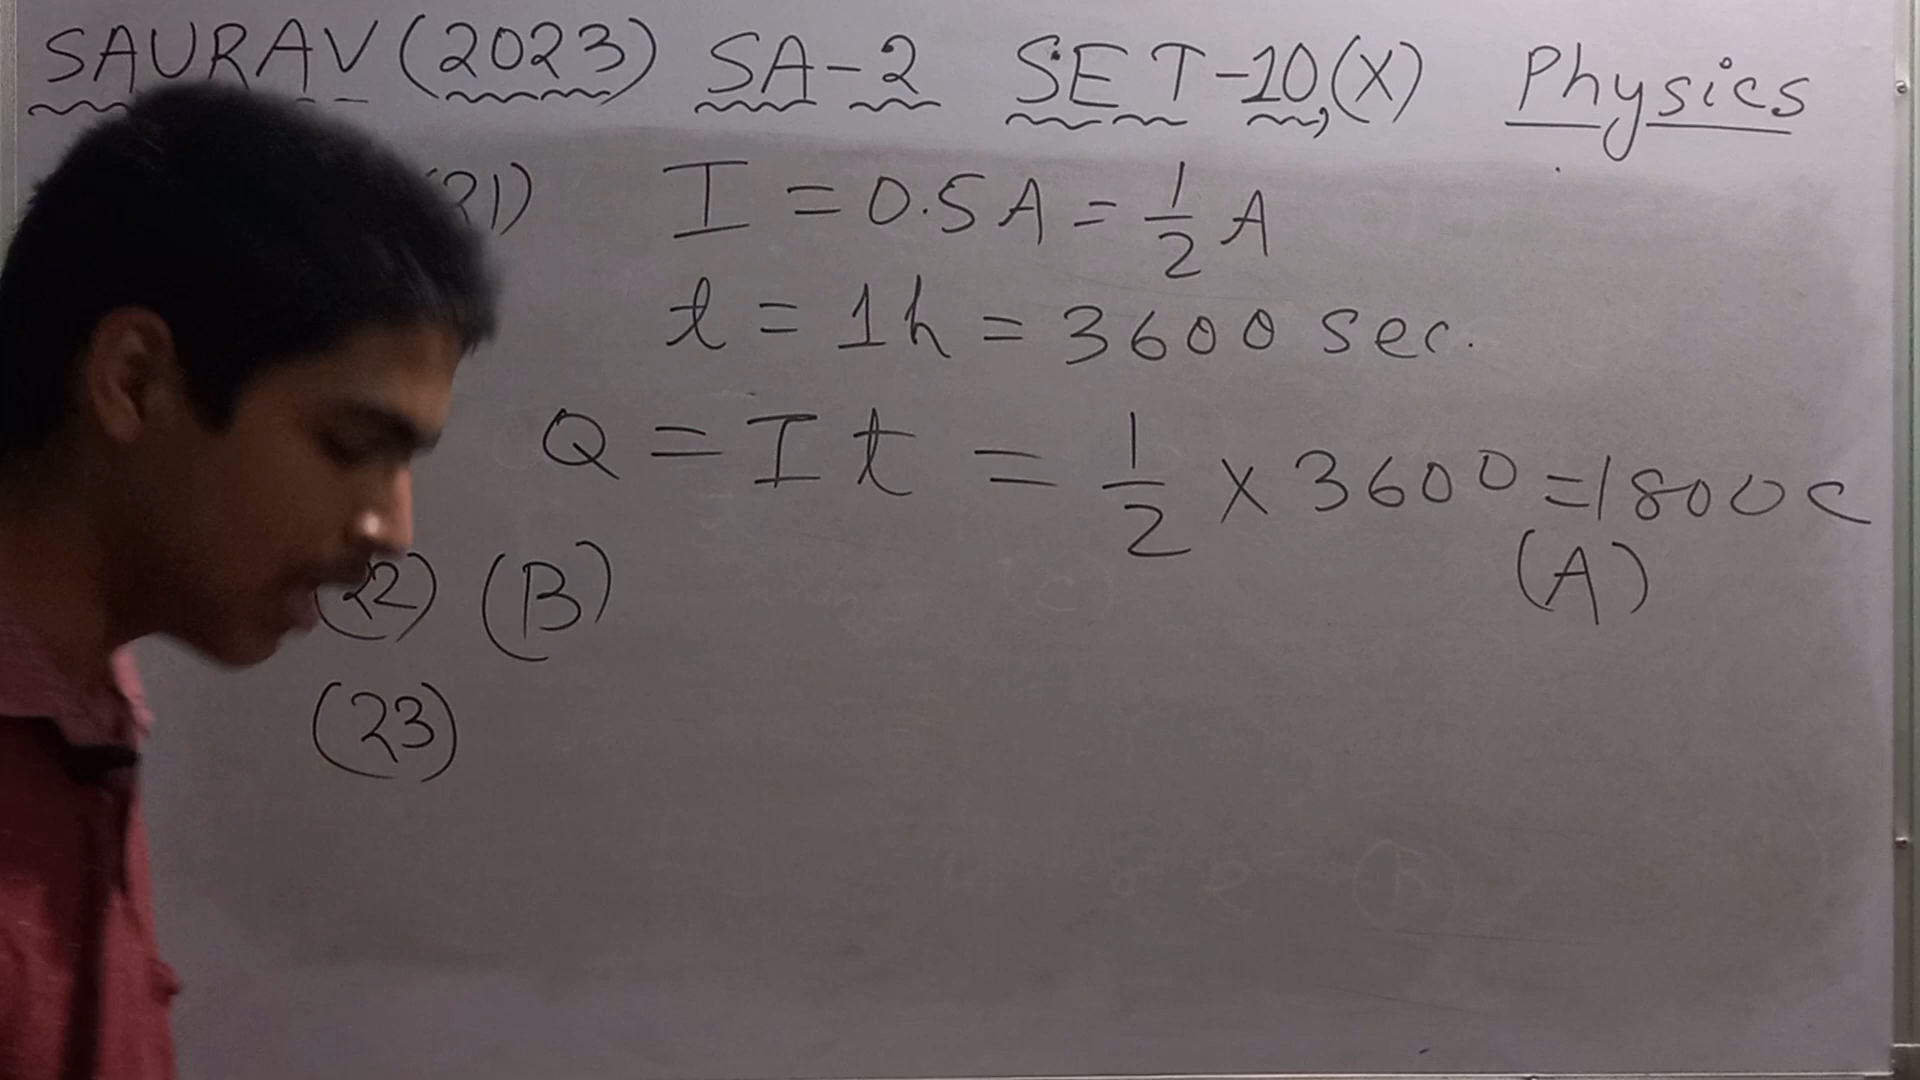 SAURAV (2023) SA-2 SET-10,(X) Physics
21) I = 0.5A = 1/2 A
t = 1h = 3600 sec.
Q = It = 1/2 × 3600 = 1800C
(A)
(22) (B)
(23)